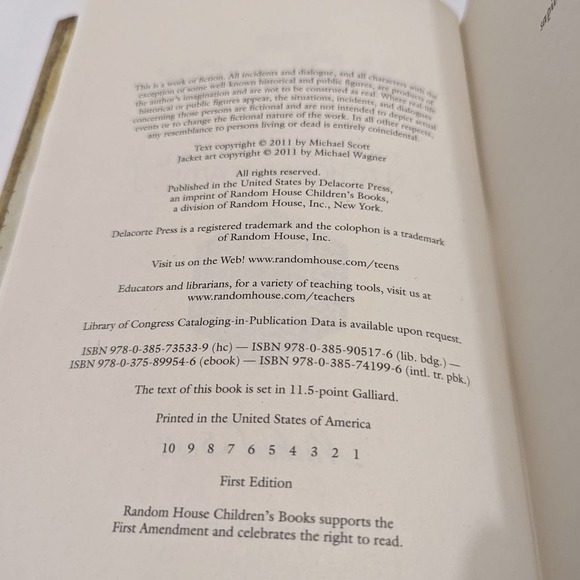 This is a work of fiction. All incidents and dialogue, and all characters with the
exception of some well known historical and public figures, are products of
the author's imagination and are not to be construed as real. Where real-life
historical or public figures appear, the situations, incidents, and dialogues
concerning those persons are fictional and are not intended to depict actual
events or to change the fictional nature of the work. In all other respects,
any resemblance to persons living or dead is entirely coincidental.
Text copyright © 2011 by Michael Scott
Jacket art copyright © 2011 by Michael Wagner
All rights reserved.
Published in the United States by Delacorte Press,
an imprint of Random House Children's Books,
a division of Random House, Inc., New York.
Delacorte Press is a registered trademark and the colophon is a trademark
of Random House, Inc.
Visit us on the Web! www.randomhouse.com/teens
Educators and librarians, for a variety of teaching tools, visit us at
www.randomhouse.com/teachers
Library of Congress Cataloging-in-Publication Data is available upon request.
ISBN 978-0-385-73533-9 (hc) — ISBN 978-0-385-90517-6 (lib. bdg.) —
ISBN 978-0-375-89954-6 (ebook) — ISBN 978-0-385-74199-6 (intl. tr. pbk.)
The text of this book is set in 11.5-point Galliard.
Printed in the United States of America
10 9 8 7 6 5 4 3 2 1
First Edition
Random House Children's Books supports the
First Amendment and celebrates the right to read.